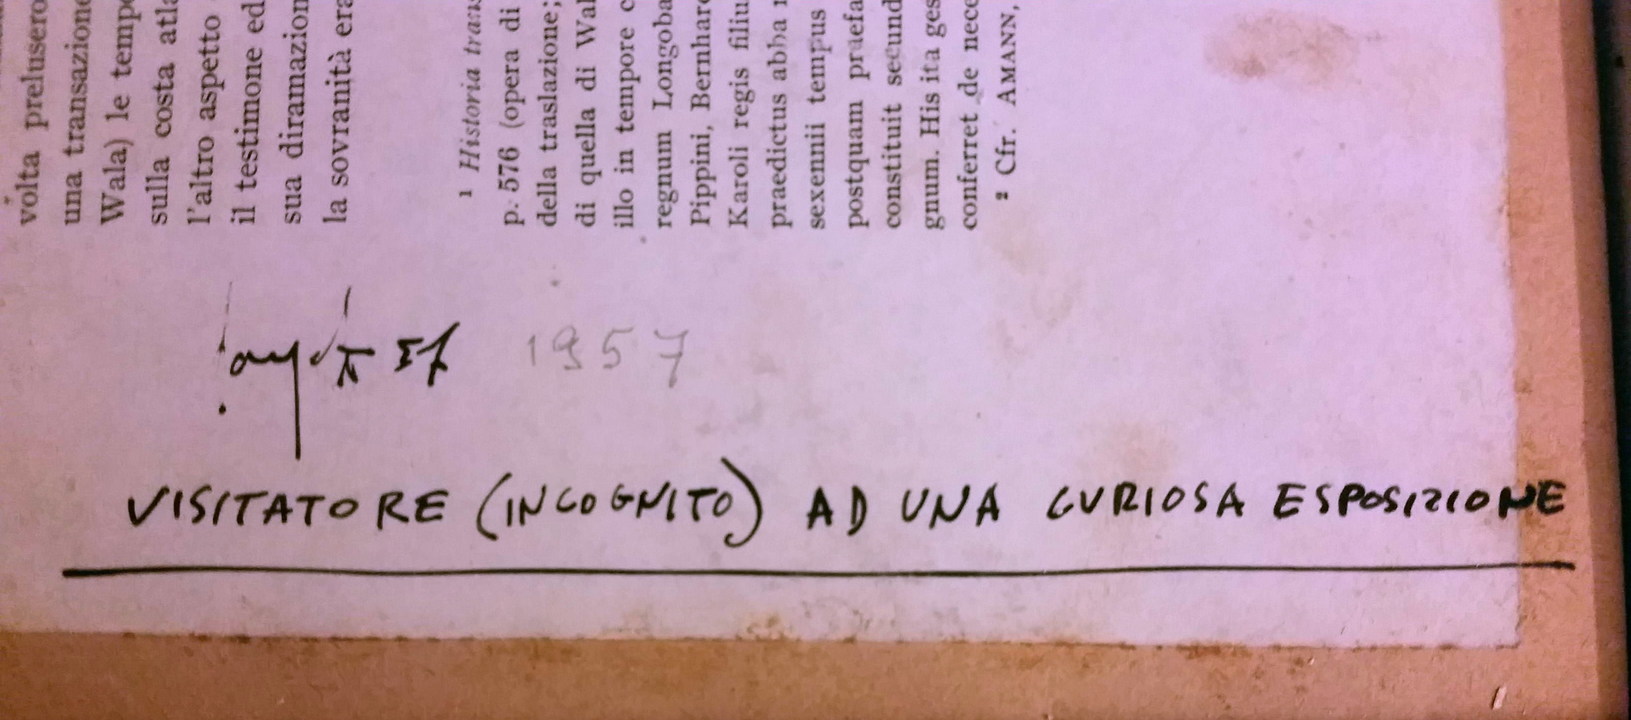 volta prelusero
una transazione
Wala) le temp
sulla costa atla
l'altro aspetto
il testimone ed
sua diramazion
la sovranità era
1 Historia trans
p. 576 (opera di
della traslazione;
di quella di Wal
illo in tempore c
regnum Longoba
Pippini, Bernhard
Karoli regis filiu
praedictus abba
sexennii tempus
postquam praefa
constituit secund
gnum. His ita ges
conferret de nece
2 Cfr. AMANN,
57 1957
VISITATORE (INCOGNITO) AD UNA CURIOSA ESPOSIZIONE